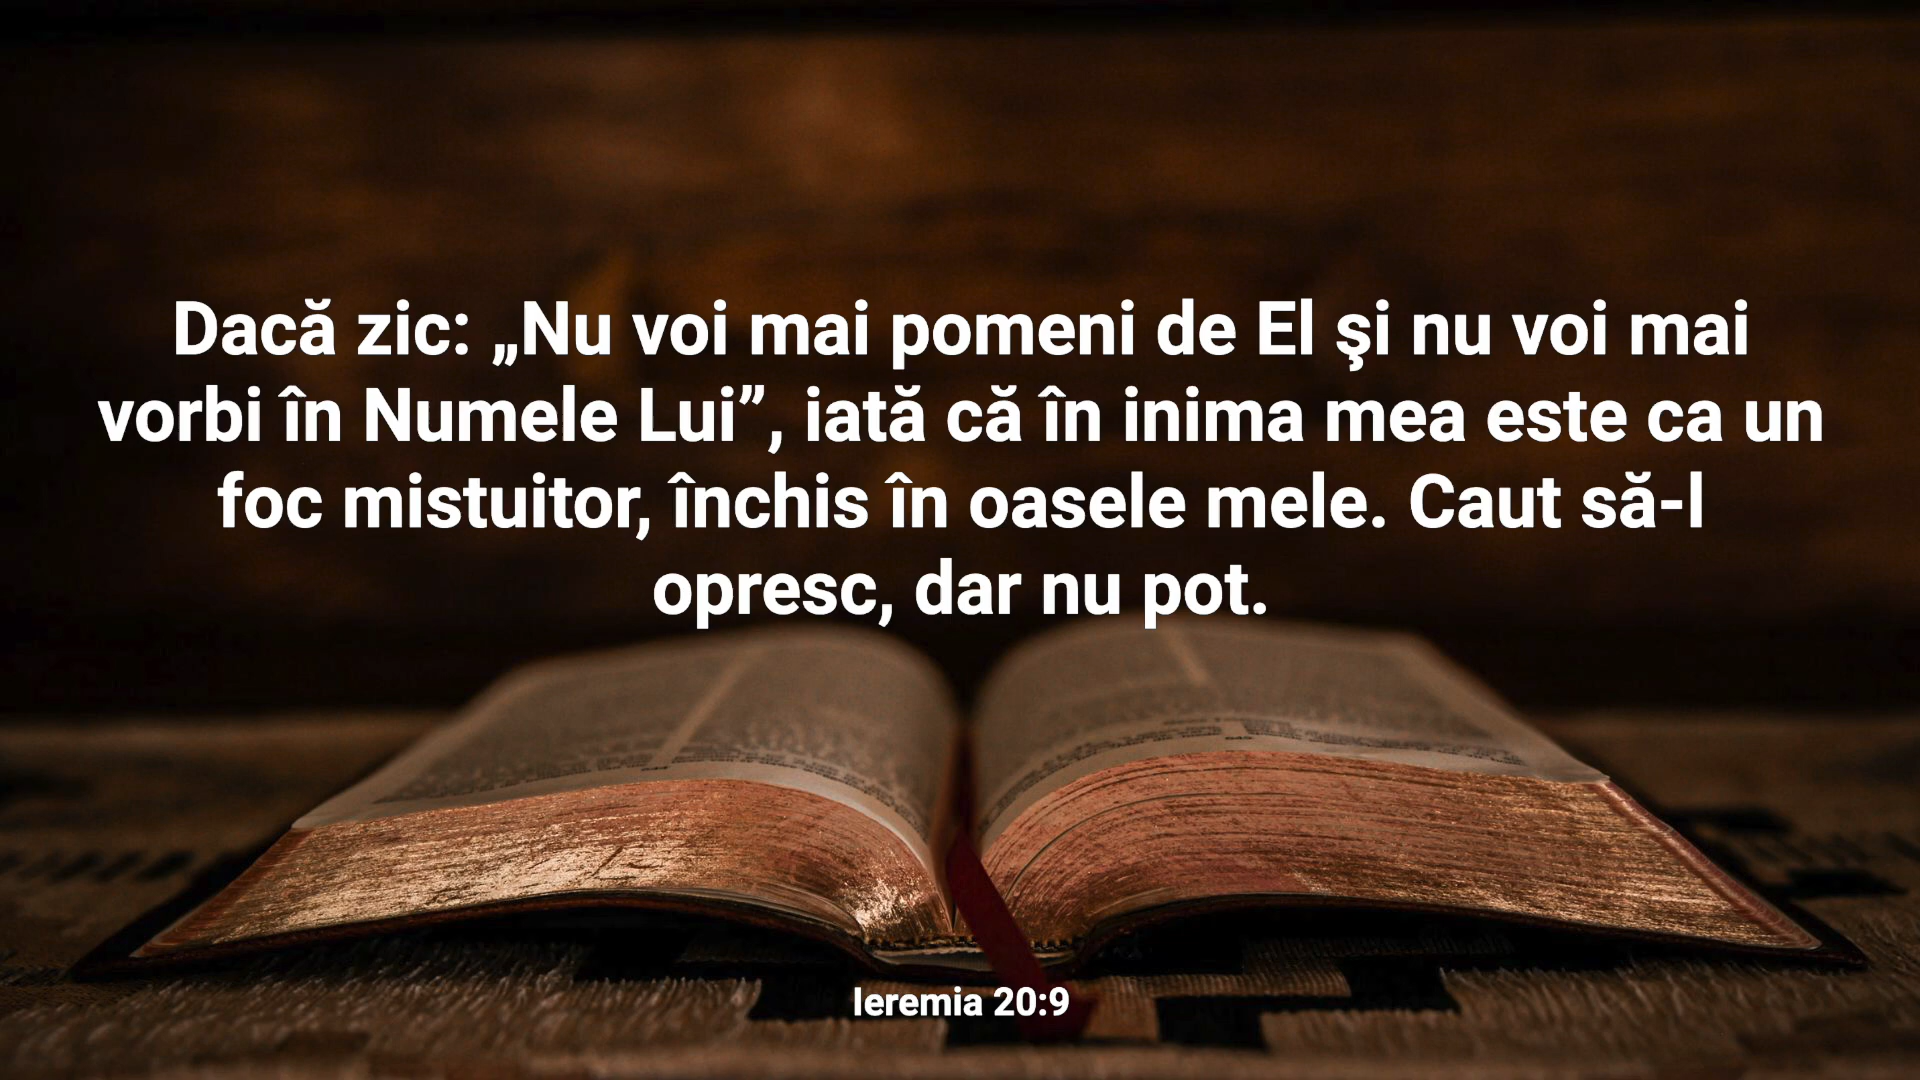 Dacă zic: „Nu voi mai pomeni de El şi nu voi mai
vorbi în Numele Lui”, iată că în inima mea este ca un
foc mistuitor, închis în oasele mele. Caut să-l
opresc, dar nu pot.
Ieremia 20:9